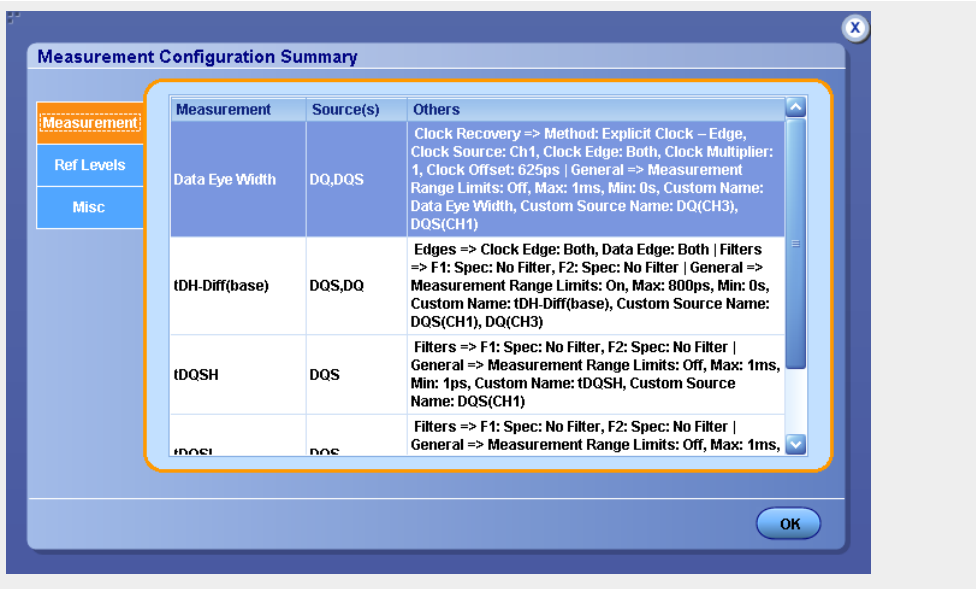 X
Measurement Configuration Summary
Measurement
Ref Levels
Misc
Measurement Source(s) Others
Data Eye Width DQ,DQS
Clock Recovery => Method: Explicit Clock – Edge,
Clock Source: Ch1, Clock Edge: Both, Clock Multiplier:
1, Clock Offset: 625ps | General => Measurement
Range Limits: Off, Max: 1ms, Min: 0s, Custom Name:
Data Eye Width, Custom Source Name: DQ(CH3),
DQS(CH1)
tDH-Diff(base) DQS,DQ
Edges => Clock Edge: Both, Data Edge: Both | Filters
=> F1: Spec: No Filter, F2: Spec: No Filter | General =>
Measurement Range Limits: On, Max: 800ps, Min: 0s,
Custom Name: tDH-Diff(base), Custom Source Name:
DQS(CH1), DQ(CH3)
tDQSH DQS
Filters => F1: Spec: No Filter, F2: Spec: No Filter |
General => Measurement Range Limits: Off, Max: 1ms,
Min: 1ps, Custom Name: tDQSH, Custom Source
Name: DQS(CH1)
tDQSL DQS
Filters => F1: Spec: No Filter, F2: Spec: No Filter |
General => Measurement Range Limits: Off, Max: 1ms,
OK